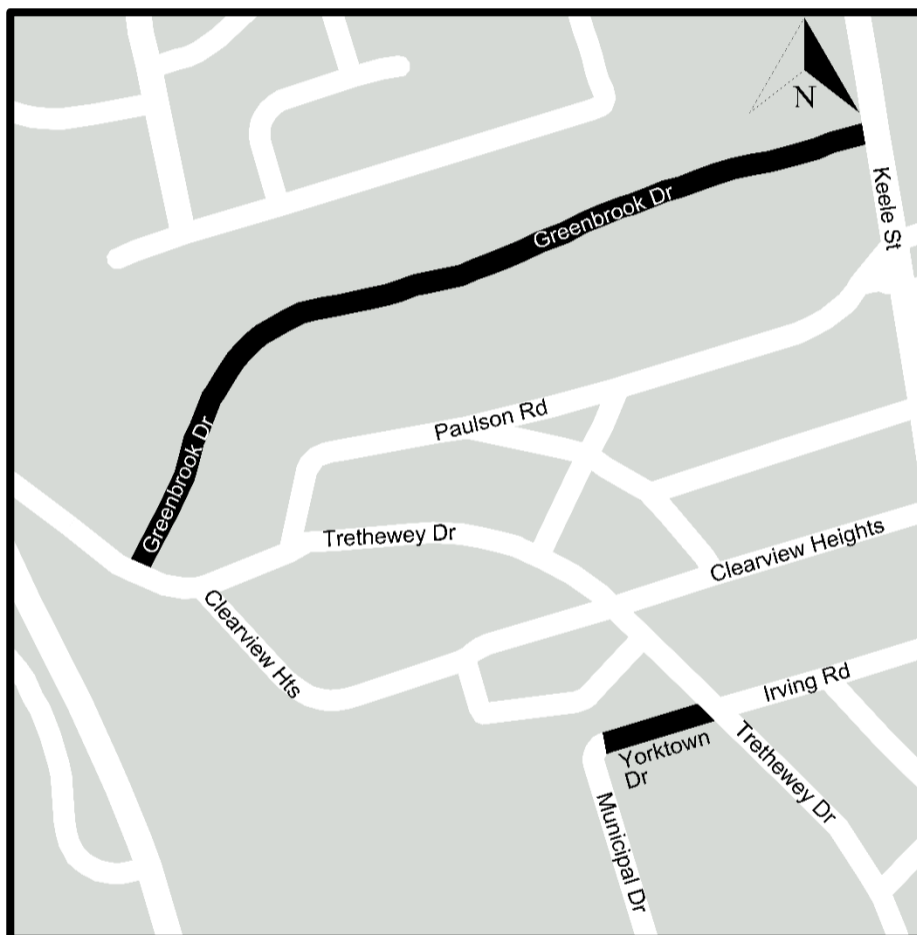 N
Keele St
Greenbrook Dr
Greenbrook Dr
Paulson Rd
Trethewey Dr
Clearview Heights
Clearview Hts
Irving Rd
Yorktown
Dr
Trethewey Dr
Municipal Dr